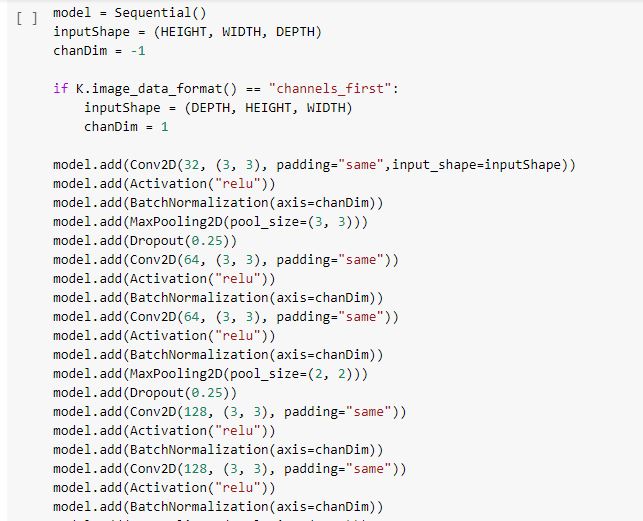 [ ] model = Sequential()
inputShape = (HEIGHT, WIDTH, DEPTH)
chanDim = -1

if K.image_data_format() == "channels_first":
    inputShape = (DEPTH, HEIGHT, WIDTH)
    chanDim = 1

model.add(Conv2D(32, (3, 3), padding="same",input_shape=inputShape))
model.add(Activation("relu"))
model.add(BatchNormalization(axis=chanDim))
model.add(MaxPooling2D(pool_size=(3, 3)))
model.add(Dropout(0.25))
model.add(Conv2D(64, (3, 3), padding="same"))
model.add(Activation("relu"))
model.add(BatchNormalization(axis=chanDim))
model.add(Conv2D(64, (3, 3), padding="same"))
model.add(Activation("relu"))
model.add(BatchNormalization(axis=chanDim))
model.add(MaxPooling2D(pool_size=(2, 2)))
model.add(Dropout(0.25))
model.add(Conv2D(128, (3, 3), padding="same"))
model.add(Activation("relu"))
model.add(BatchNormalization(axis=chanDim))
model.add(Conv2D(128, (3, 3), padding="same"))
model.add(Activation("relu"))
model.add(BatchNormalization(axis=chanDim))